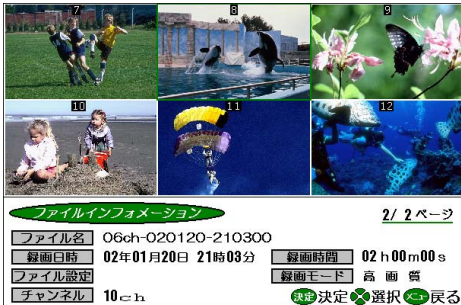 7 8 9
10 11 12
ファイルインフォメーション 2/ 2ページ
ファイル名 06ch-020120-210300
録画日時 02年01月20日 21時03分 録画時間 02h00m00s
ファイル設定 録画モード 高 画 質
チャンネル 10ch 決定 決定 選択 メニュー 戻る